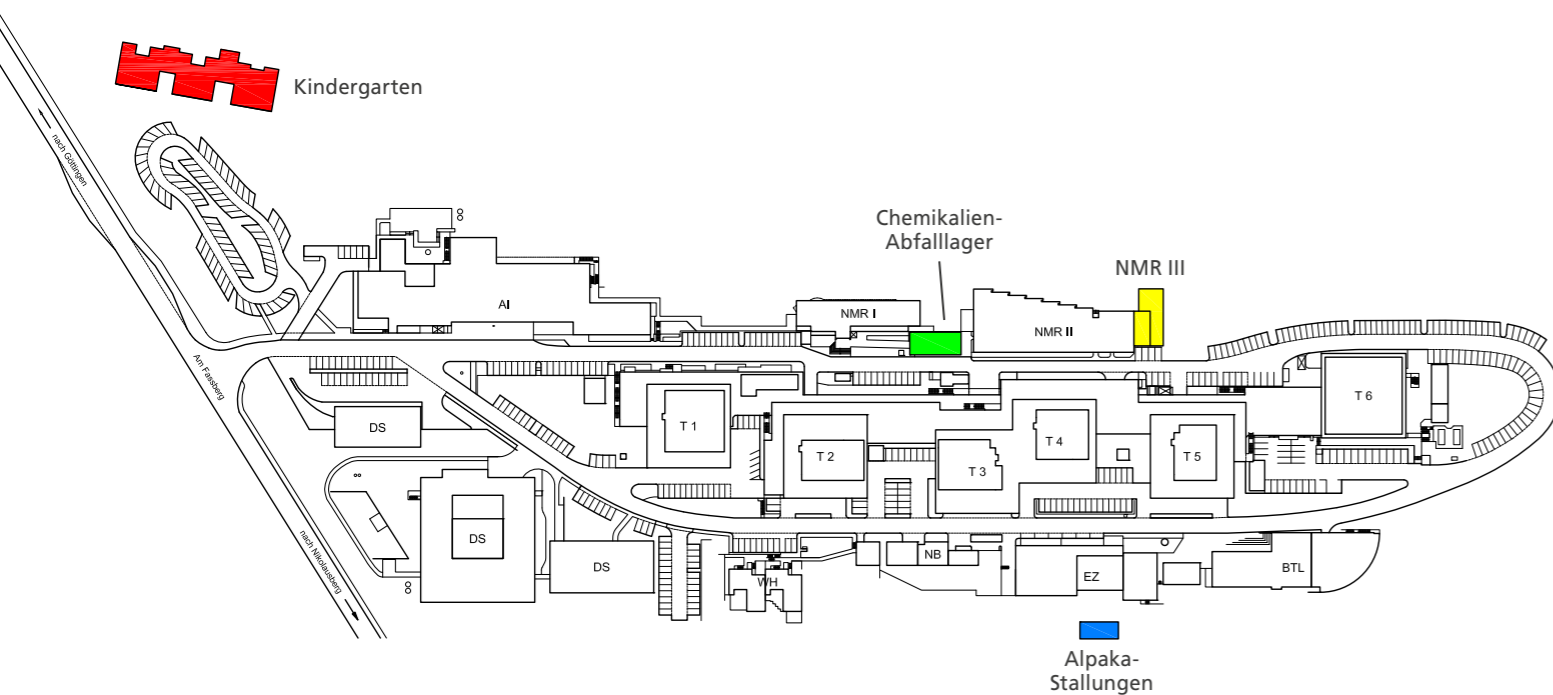 Kindergarten
nach Göttingen
Chemikalien-
Abfalllager
NMR III
AI
NMR I
NMR II
Am Fassberg
T 6
DS
T 1
T 2
T 3
T 4
T 5
DS
DS
nach Nikolausberg
WH
NB
EZ
BTL
Alpaka-
Stallungen